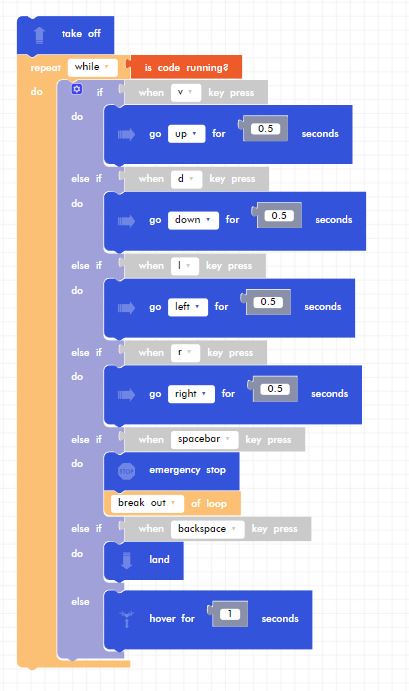 take off
repeat while is code running?
do if when v key press
do
go up for 0.5 seconds
else if when d key press
do
go down for 0.5 seconds
else if when l key press
do
go left for 0.5 seconds
else if when r key press
do
go right for 0.5 seconds
else if when spacebar key press
do STOP emergency stop
break out of loop
else if when backspace key press
do land
else
hover for 1 seconds